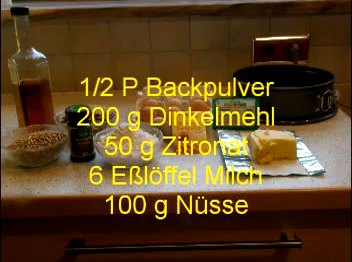 1/2 P Backpulver
200 g Dinkelmehl
50 g Zitronat
6 Eßlöffel Milch
100 g Nüsse